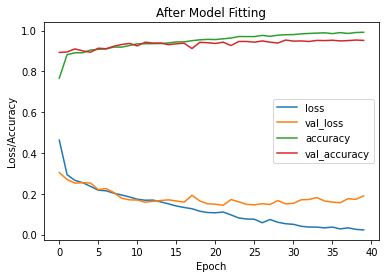 After Model Fitting
1.0
0.8
0.6
0.4
0.2
0.0
Loss/Accuracy
loss
val_loss
accuracy
val_accuracy
0 5 10 15 20 25 30 35 40
Epoch